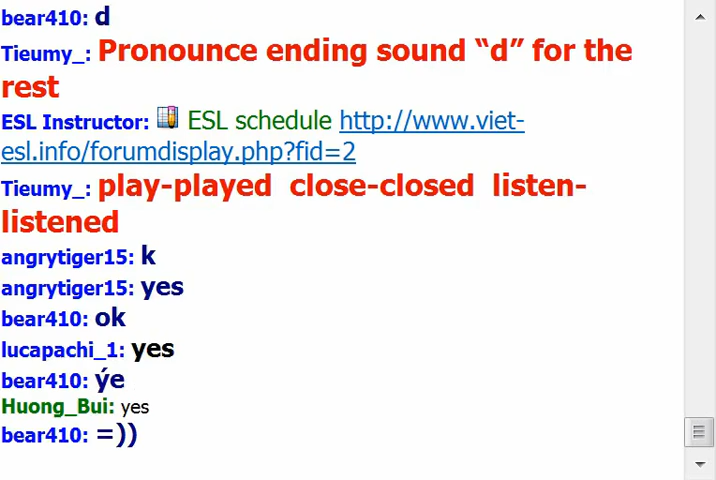 bear410: d
Tieumy_: Pronounce ending sound “d” for the
rest
ESL Instructor: ESL schedule http://www.viet-
esl.info/forumdisplay.php?fid=2
Tieumy_: play-played close-closed listen-
listened
angrytiger15: k
angrytiger15: yes
bear410: ok
lucapachi_1: yes
bear410: ýe
Huong_Bui: yes
bear410: =))